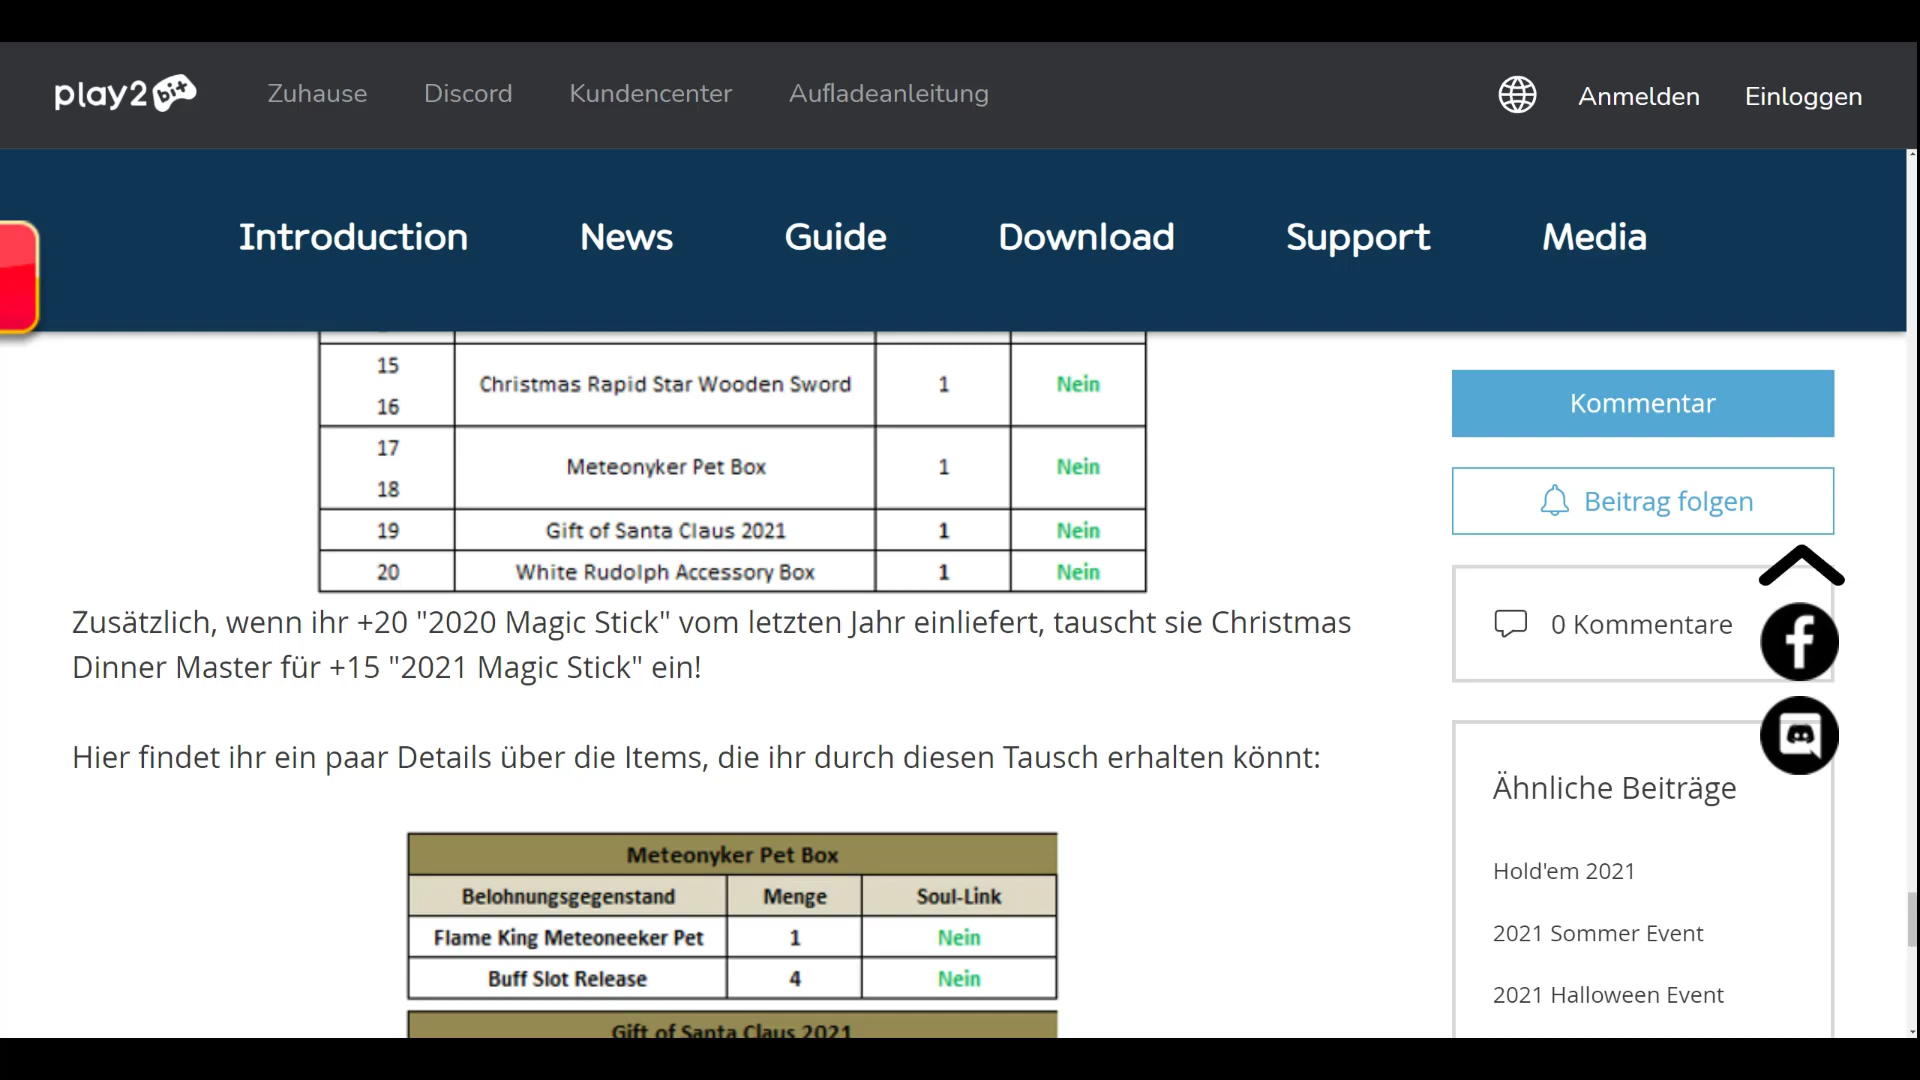 play2bit Zuhause Discord Kundencenter Aufladeanleitung Anmelden Einloggen
Introduction News Guide Download Support Media
15
16
Christmas Rapid Star Wooden Sword 1 Nein
17
18
Meteonyker Pet Box 1 Nein
19 Gift of Santa Claus 2021 1 Nein
20 White Rudolph Accessory Box 1 Nein
Zusätzlich, wenn ihr +20 "2020 Magic Stick" vom letzten Jahr einliefert, tauscht sie Christmas
Dinner Master für +15 "2021 Magic Stick" ein!
Hier findet ihr ein paar Details über die Items, die ihr durch diesen Tausch erhalten könnt:
Meteonyker Pet Box
Belohnungsgegenstand Menge Soul-Link
Flame King Meteoneeker Pet 1 Nein
Buff Slot Release 4 Nein
Gift of Santa Claus 2021
Kommentar
Beitrag folgen
0 Kommentare
Ähnliche Beiträge
Hold'em 2021
2021 Sommer Event
2021 Halloween Event